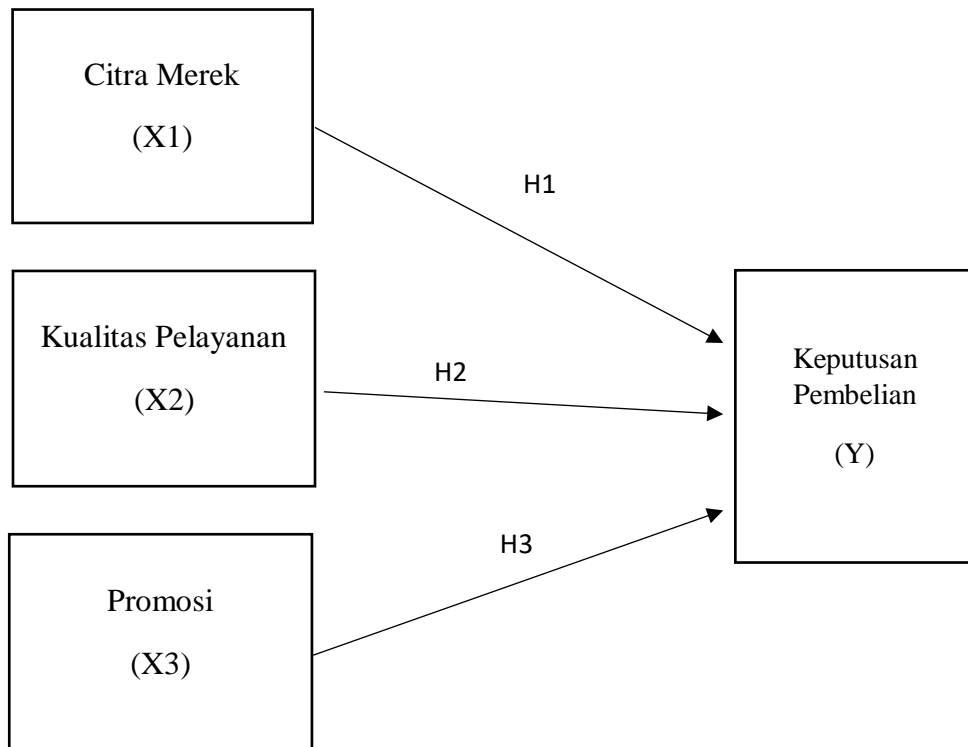 Citra Merek
(X1)
H1
Kualitas Pelayanan
(X2)
H2
Keputusan
Pembelian
(Y)
H3
Promosi
(X3)